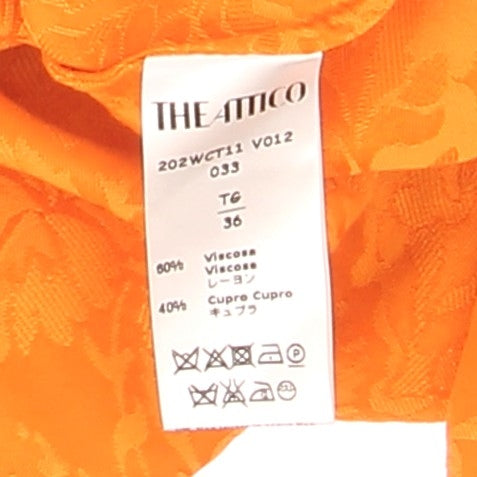 THE ATTICO
202WCT11 V012
033
TG
36
60% Viscosa
Viscose
レーヨン
40% Cupro Cupro
キュプラ
P